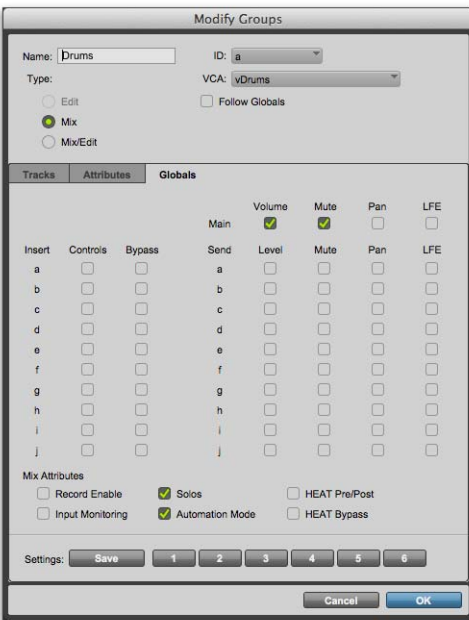 Modify Groups
Name: Drums ID: a
Type: VCA: vDrums
Edit Follow Globals
Mix
Mix/Edit
Tracks Attributes Globals
Volume Mute Pan LFE
Main
Insert Controls Bypass Send Level Mute Pan LFE
a a
b b
c c
d d
e e
f f
g g
h h
i i
j j
Mix Attributes
Record Enable Solos HEAT Pre/Post
Input Monitoring Automation Mode HEAT Bypass
Settings: Save 1 2 3 4 5 6
Cancel OK